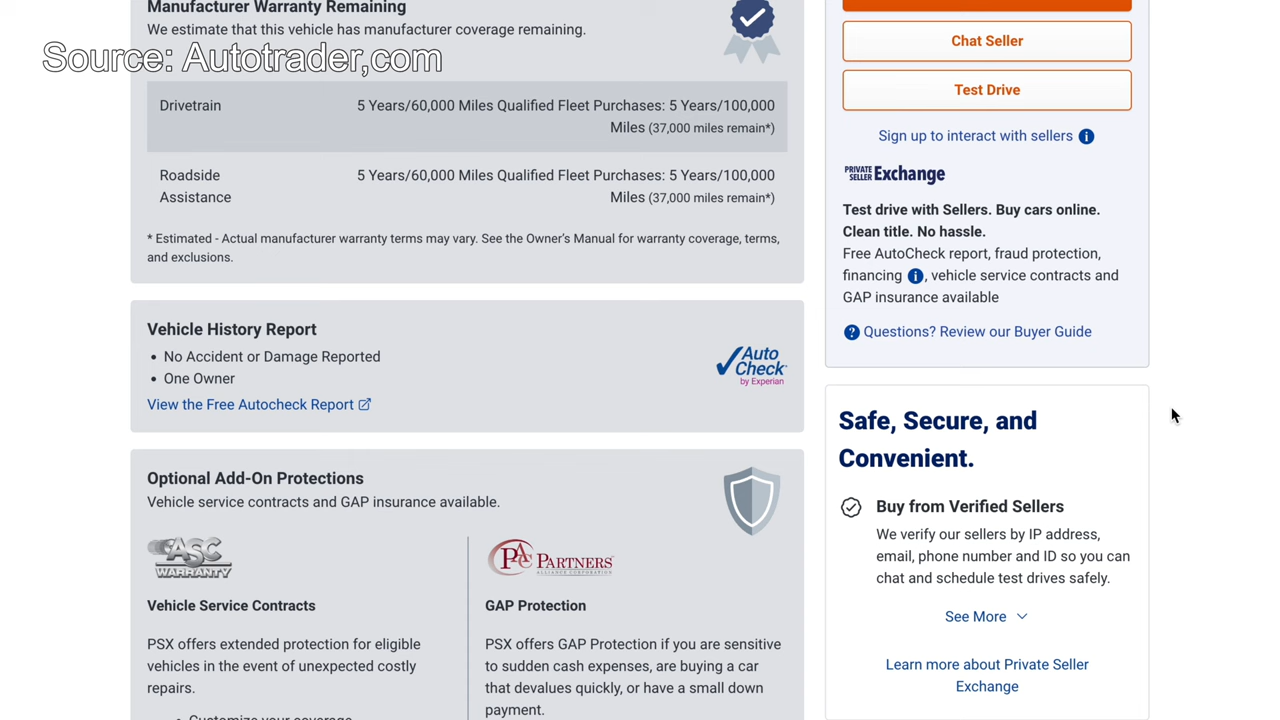 Manufacturer Warranty Remaining
We estimate that this vehicle has manufacturer coverage remaining.
Source: Autotrader,com
Drivetrain
5 Years/60,000 Miles Qualified Fleet Purchases: 5 Years/100,000
Miles (37,000 miles remain*)
Roadside
Assistance
5 Years/60,000 Miles Qualified Fleet Purchases: 5 Years/100,000
Miles (37,000 miles remain*)
* Estimated - Actual manufacturer warranty terms may vary. See the Owner's Manual for warranty coverage, terms,
and exclusions.
Vehicle History Report
• No Accident or Damage Reported
• One Owner
View the Free Autocheck Report
Auto
Check
by Experian
Optional Add-On Protections
Vehicle service contracts and GAP insurance available.
ASC
WARRANTY
Vehicle Service Contracts
PSX offers extended protection for eligible
vehicles in the event of unexpected costly
repairs.
• Customize your coverage
PAC PARTNERS
ALLIANCE CORPORATION
GAP Protection
PSX offers GAP Protection if you are sensitive
to sudden cash expenses, are buying a car
that devalues quickly, or have a small down
payment.
Chat Seller
Test Drive
Sign up to interact with sellers
PRIVATE
SELLER Exchange
Test drive with Sellers. Buy cars online.
Clean title. No hassle.
Free AutoCheck report, fraud protection,
financing , vehicle service contracts and
GAP insurance available
Questions? Review our Buyer Guide
Safe, Secure, and
Convenient.
Buy from Verified Sellers
We verify our sellers by IP address,
email, phone number and ID so you can
chat and schedule test drives safely.
See More
Learn more about Private Seller
Exchange